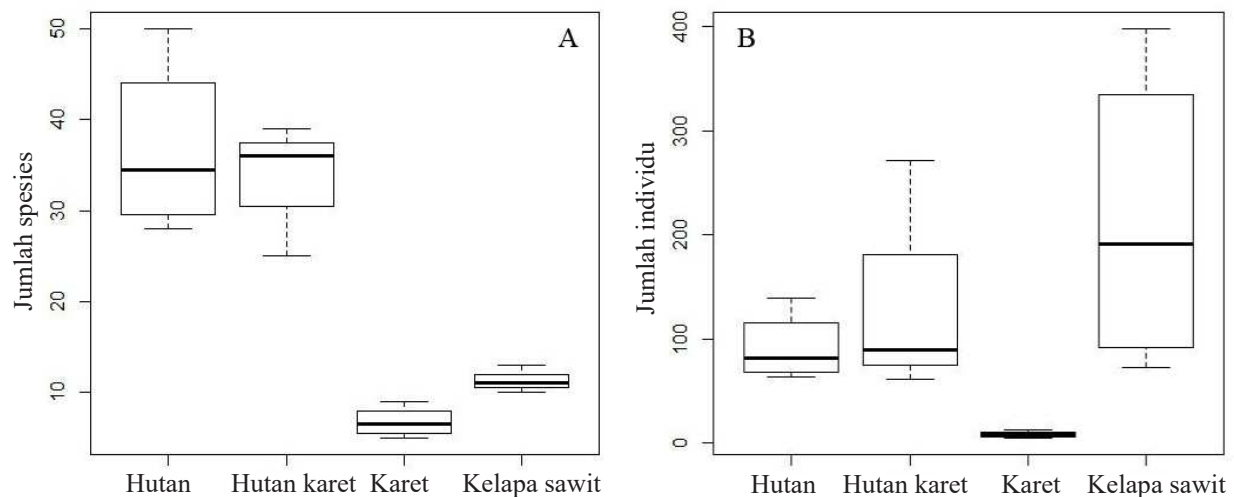 A
Jumlah spesies
50
40
30
20
10
Hutan Hutan karet Karet Kelapa sawit
B
Jumlah individu
400
300
200
100
0
Hutan Hutan karet Karet Kelapa sawit